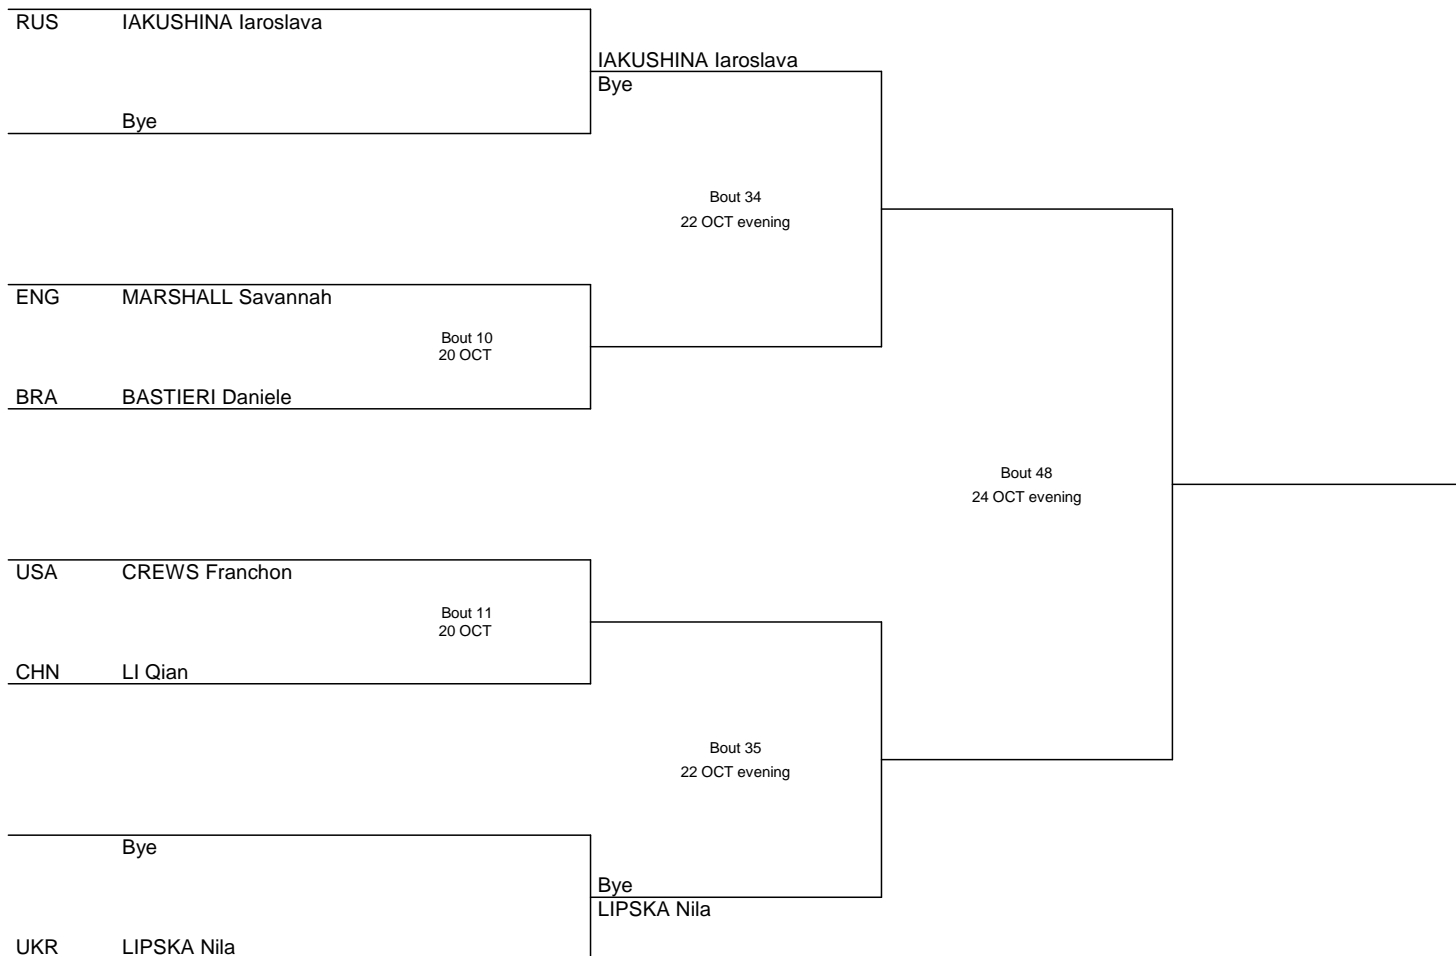 RUS IAKUSHINA Iaroslava
IAKUSHINA Iaroslava
Bye
Bye
Bout 34
22 OCT evening
ENG MARSHALL Savannah
Bout 10
20 OCT
BRA BASTIERI Daniele
Bout 48
24 OCT evening
USA CREWS Franchon
Bout 11
20 OCT
CHN LI Qian
Bout 35
22 OCT evening
Bye
Bye
LIPSKA Nila
UKR LIPSKA Nila